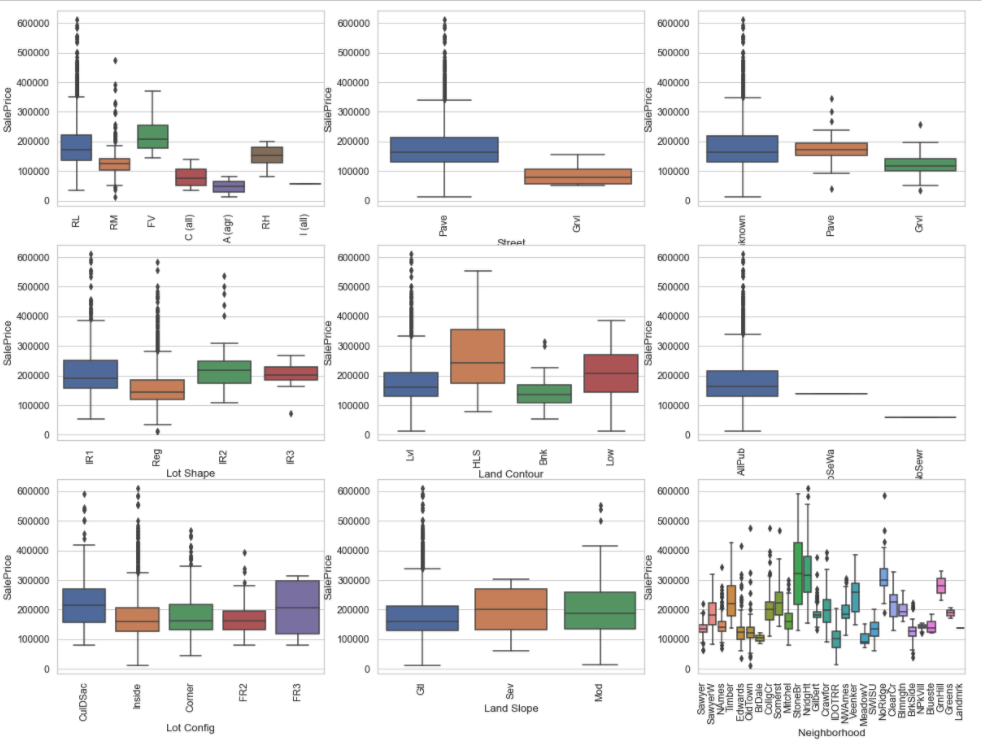 600000
500000
400000
300000
200000
100000
0
SalePrice
RL
RM
FV
C (all)
A (agr)
RH
I (all)
600000
500000
400000
300000
200000
100000
0
SalePrice
Pave
Grvl
Street
600000
500000
400000
300000
200000
100000
0
SalePrice
known
Pave
Grvl
600000
500000
400000
300000
200000
100000
0
SalePrice
IR1
Reg
IR2
IR3
Lot Shape
600000
500000
400000
300000
200000
100000
0
SalePrice
Lvl
HLS
Bnk
Low
Land Contour
600000
500000
400000
300000
200000
100000
0
SalePrice
AllPub
oSeWa
oSewr
600000
500000
400000
300000
200000
100000
0
SalePrice
CulDSac
Inside
Corner
FR2
FR3
Lot Config
600000
500000
400000
300000
200000
100000
0
SalePrice
Gtl
Sev
Mod
Land Slope
600000
500000
400000
300000
200000
100000
0
SalePrice
Sawyer
SawyerW
NAmes
Timber
Edwards
OldTown
BrDale
CollgCr
Somerst
Mitchel
StoneBr
NridgHt
Gilbert
Crawfor
IDOTRR
NWAmes
Veenker
MeadowV
SWISU
NoRidge
ClearCr
Blmngtn
BrkSide
NPkVill
Blueste
GrnHill
Greens
Landmrk
Neighborhood